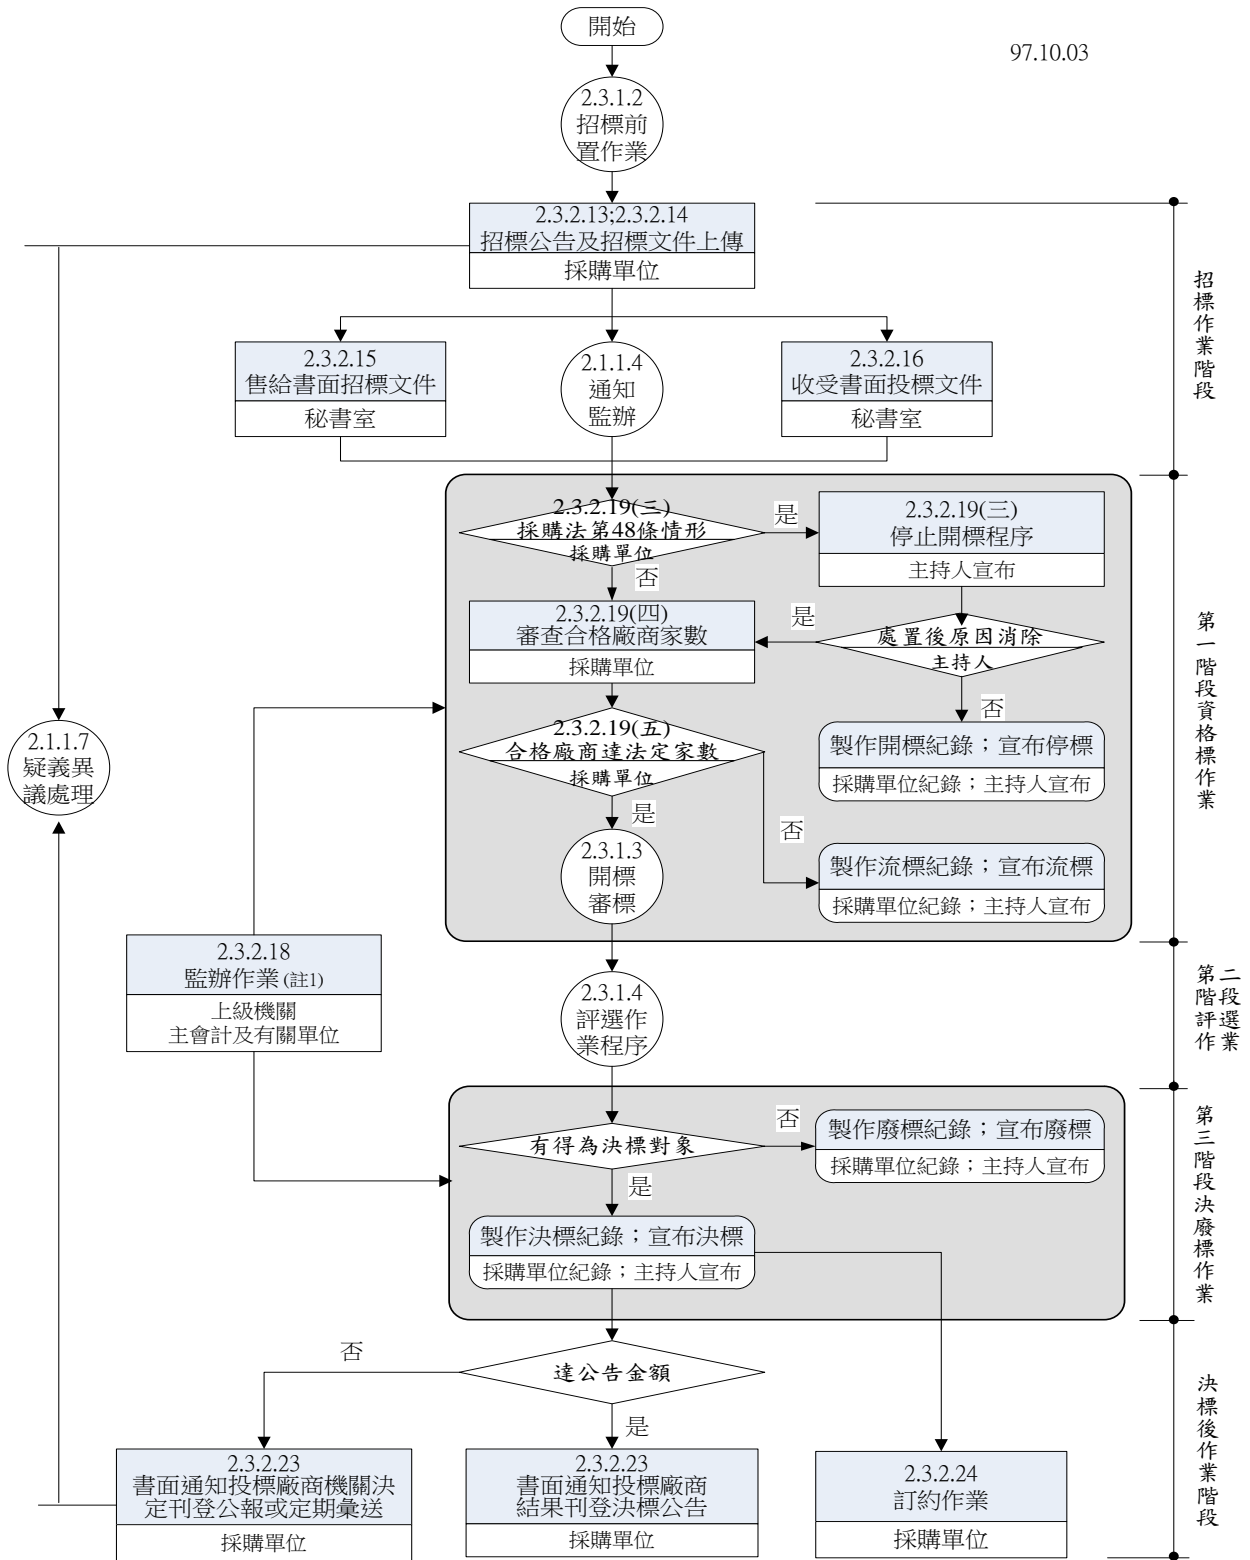 開始
97.10.03
2.3.1.2
招標前
置作業
2.3.2.13;2.3.2.14
招標公告及招標文件上傳
採購單位
招標作業階段
2.3.2.15
售給書面招標文件
秘書室
2.1.1.4
通知
監辦
2.3.2.16
收受書面投標文件
秘書室
2.3.2.19(三)
採購法第48條情形
採購單位
是
否
2.3.2.19(三)
停止開標程序
主持人宣布
2.3.2.19(四)
審查合格廠商家數
採購單位
是
處置後原因消除
主持人
否
第一階段資格標作業
2.3.2.19(五)
合格廠商達法定家數
採購單位
是
否
製作開標紀錄；宣布停標
採購單位紀錄；主持人宣布
2.1.1.7
疑義異
議處理
2.3.1.3
開標
審標
製作流標紀錄；宣布流標
採購單位紀錄；主持人宣布
2.3.2.18
監辦作業(註1)
上級機關
主會計及有關單位
2.3.1.4
評選作
業程序
第二
階段
評選
作業
有得為決標對象
否
是
製作廢標紀錄；宣布廢標
採購單位紀錄；主持人宣布
第三階段決廢標作業
製作決標紀錄；宣布決標
採購單位紀錄；主持人宣布
達公告金額
否
是
決標後作業階段
2.3.2.23
書面通知投標廠商機關決
定刊登公報或定期彙送
採購單位
2.3.2.23
書面通知投標廠商
結果刊登決標公告
採購單位
2.3.2.24
訂約作業
採購單位